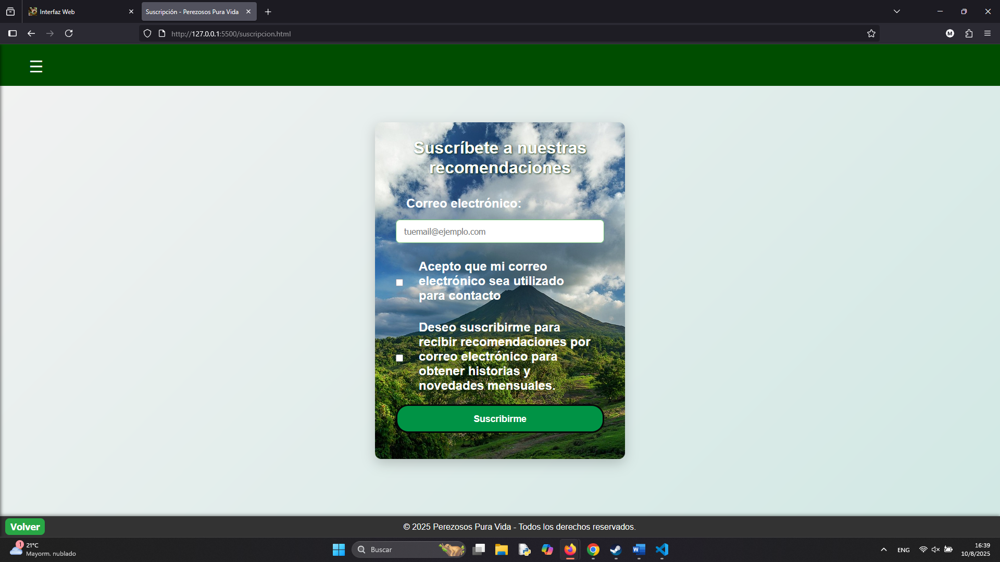 Interfaz Web
Suscripción - Perezosos Pura Vida
http://127.0.0.1:5500/suscripcion.html
M
Suscríbete a nuestras
recomendaciones
Correo electrónico:
tuemail@ejemplo.com
Acepto que mi correo
electrónico sea utilizado
para contacto
Deseo suscribirme para
recibir recomendaciones por
correo electrónico para
obtener historias y
novedades mensuales.
Suscribirme
Volver
© 2025 Perezosos Pura Vida - Todos los derechos reservados.
1
21°C
Mayorm. nublado
Buscar
ENG
16:39
10/8/2025